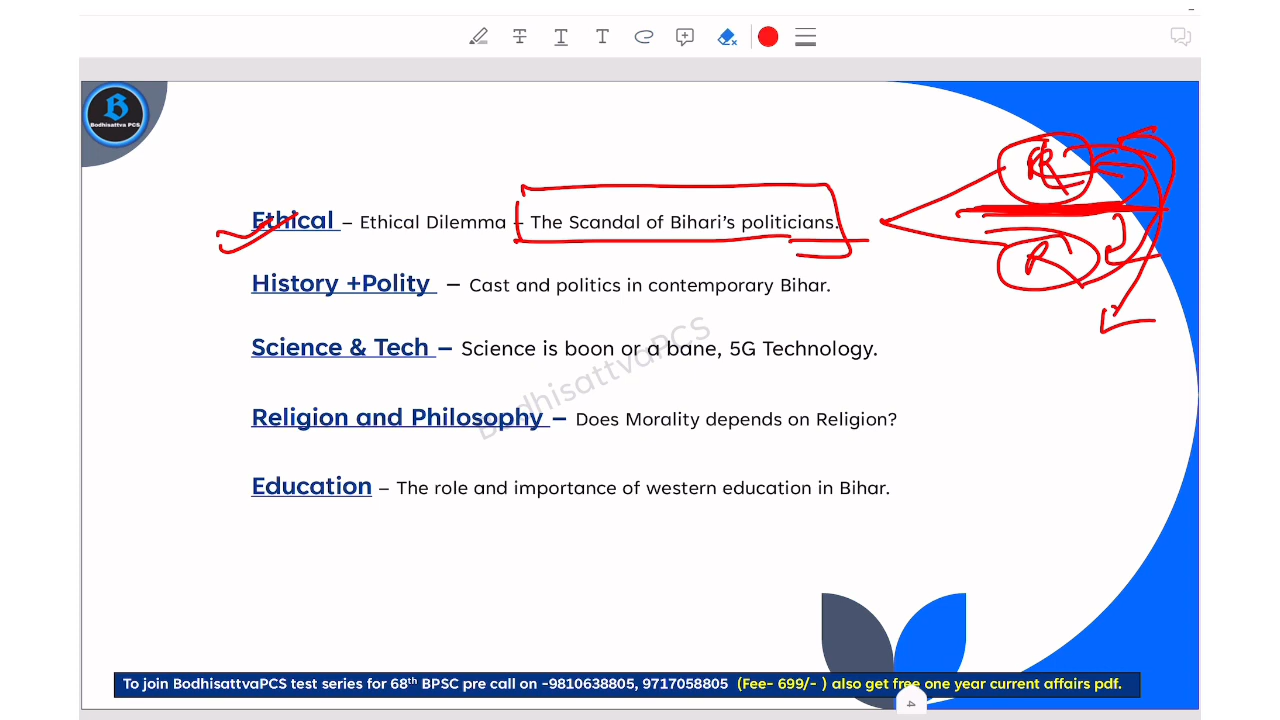 B
Bodhisattva PCS
Ethical – Ethical Dilemma – The Scandal of Bihari's politicians.
R
R
History +Polity – Cast and politics in contemporary Bihar.
Science & Tech – Science is boon or a bane, 5G Technology.
BodhisattvaPCS
Religion and Philosophy – Does Morality depends on Religion?
Education – The role and importance of western education in Bihar.
To join BodhisattvaPCS test series for 68th BPSC pre call on -9810638805, 9717058805 (Fee- 699/- ) also get free one year current affairs pdf.